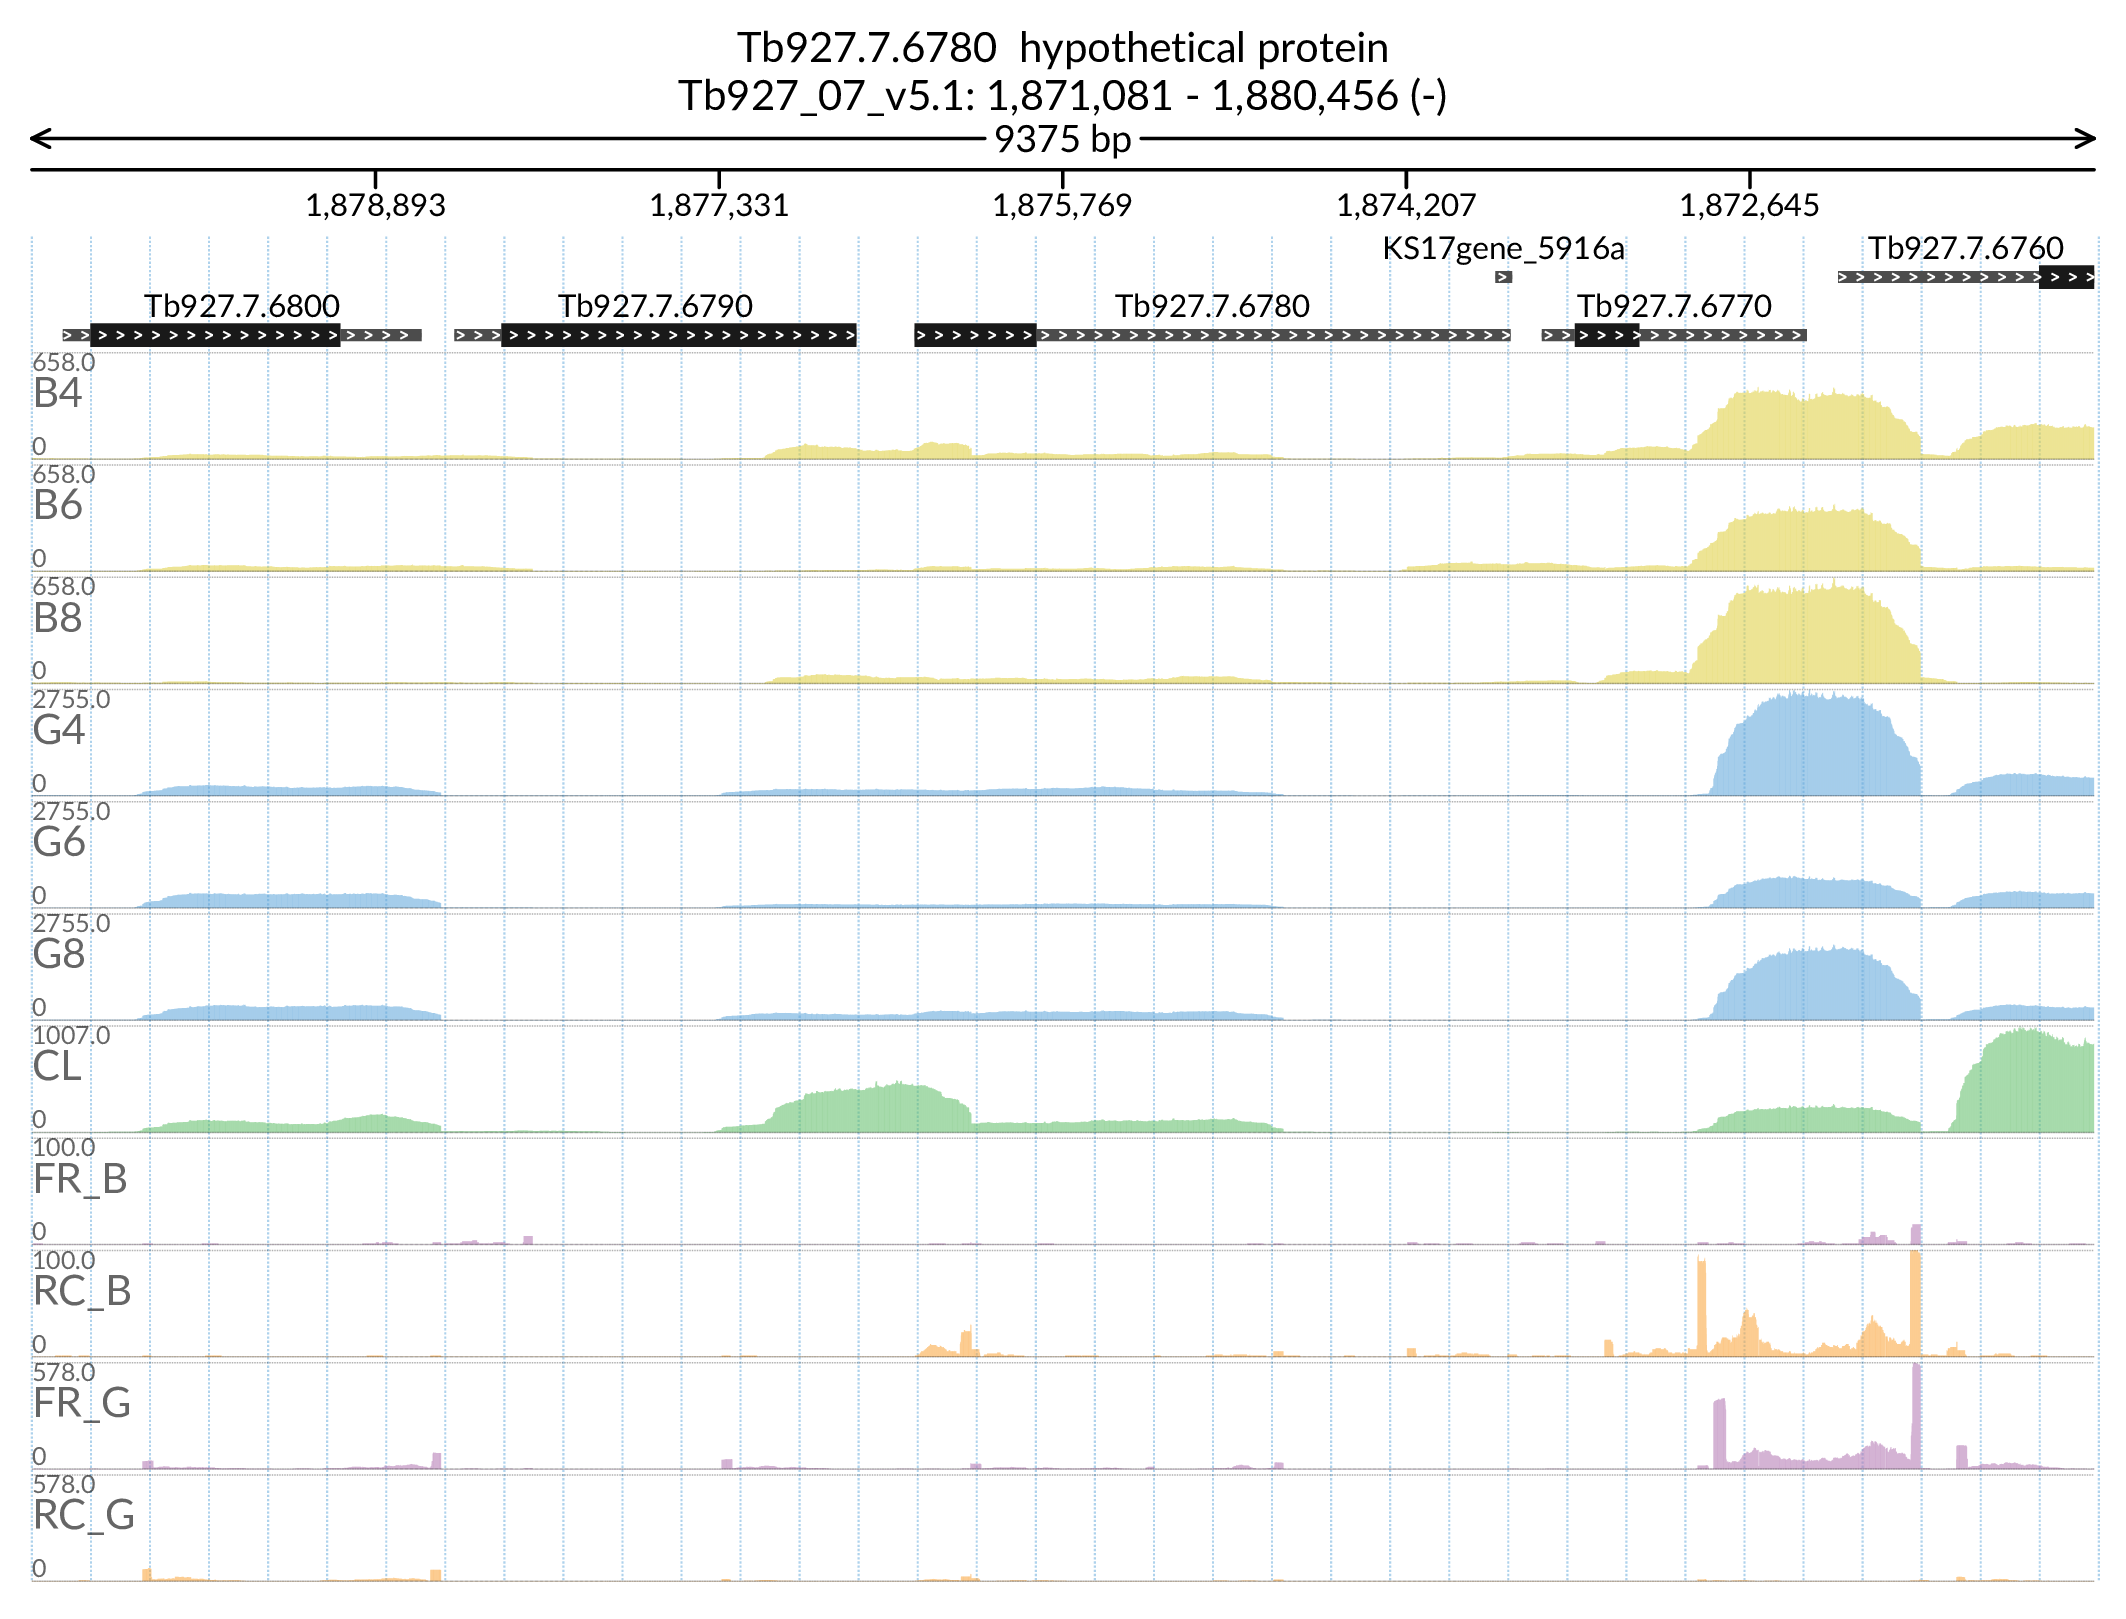 Tb927.7.6780 hypothetical protein
Tb927_07_v5.1: 1,871,081 - 1,880,456 (-)
9375 bp
1,878,893 1,877,331 1,875,769 1,874,207 1,872,645
KS17gene_5916a Tb927.7.6760
Tb927.7.6800 Tb927.7.6790 Tb927.7.6780 Tb927.7.6770
658.0
B4
0
658.0
B6
0
658.0
B8
0
2755.0
G4
0
2755.0
G6
0
2755.0
G8
0
1007.0
CL
0
100.0
FR_B
0
100.0
RC_B
0
578.0
FR_G
0
578.0
RC_G
0